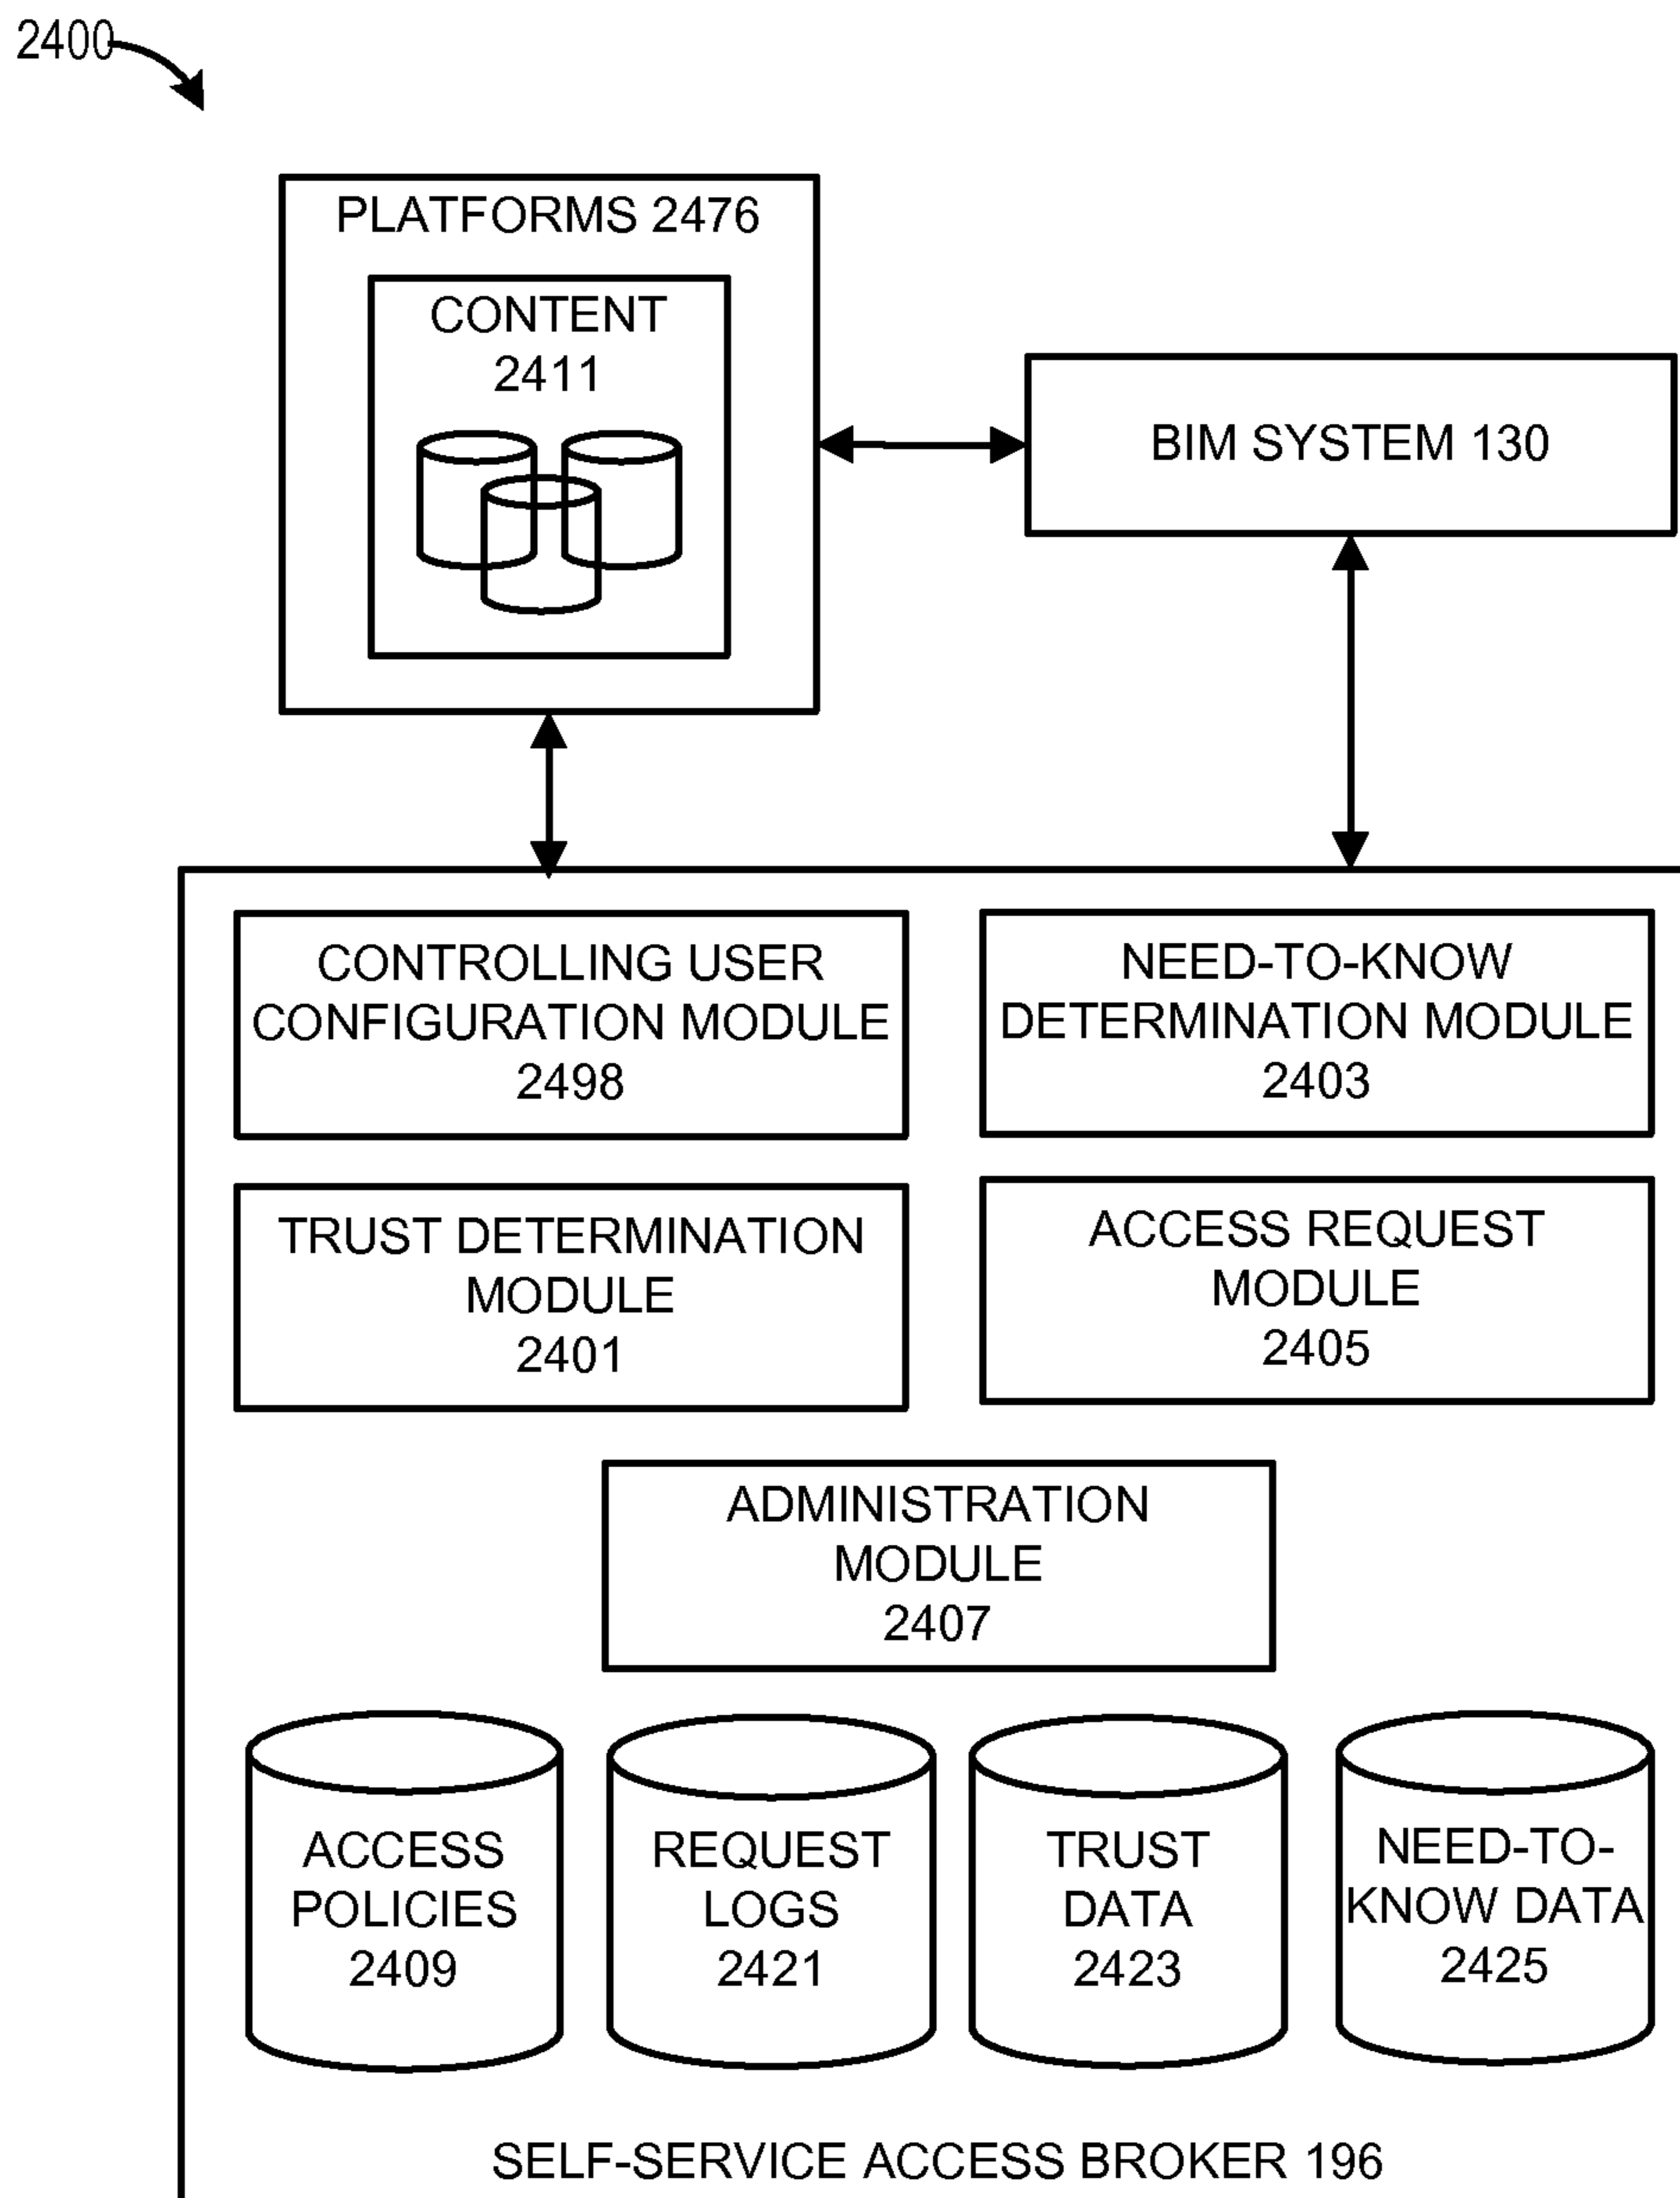 2400
PLATFORMS 2476
CONTENT
2411
BIM SYSTEM 130
CONTROLLING USER
CONFIGURATION MODULE
2498
NEED-TO-KNOW
DETERMINATION MODULE
2403
TRUST DETERMINATION
MODULE
2401
ACCESS REQUEST
MODULE
2405
ADMINISTRATION
MODULE
2407
ACCESS
POLICIES
2409
REQUEST
LOGS
2421
TRUST
DATA
2423
NEED-TO-
KNOW DATA
2425
SELF-SERVICE ACCESS BROKER 196